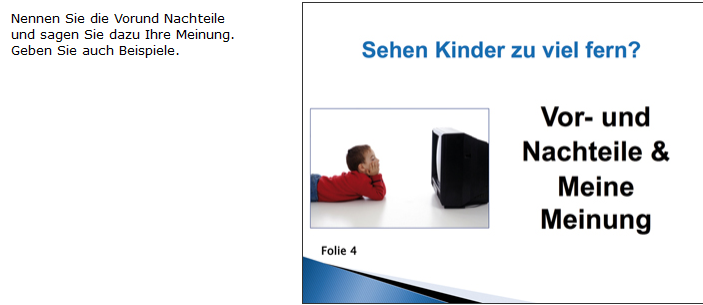 Nennen Sie die Vorund Nachteile
und sagen Sie dazu Ihre Meinung.
Geben Sie auch Beispiele.
Sehen Kinder zu viel fern?
Vor- und
Nachteile &
Meine
Meinung
Folie 4